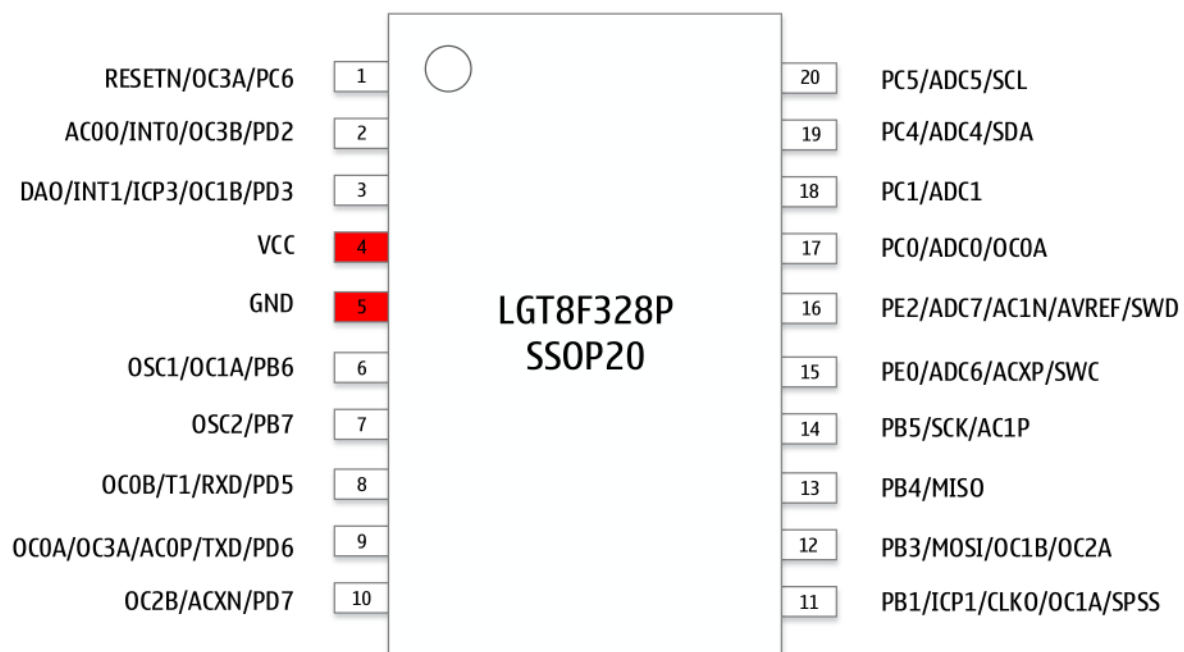 RESETN/OC3A/PC6 1 20 PC5/ADC5/SCL
AC0O/INT0/OC3B/PD2 2 19 PC4/ADC4/SDA
DAO/INT1/ICP3/OC1B/PD3 3 18 PC1/ADC1
VCC 4 17 PC0/ADC0/OC0A
GND 5 16 PE2/ADC7/AC1N/AVREF/SWD
LGT8F328P
SSOP20
OSC1/OC1A/PB6 6 15 PE0/ADC6/ACXP/SWC
OSC2/PB7 7 14 PB5/SCK/AC1P
OC0B/T1/RXD/PD5 8 13 PB4/MISO
OC0A/OC3A/AC0P/TXD/PD6 9 12 PB3/MOSI/OC1B/OC2A
OC2B/ACXN/PD7 10 11 PB1/ICP1/CLKO/OC1A/SPSS